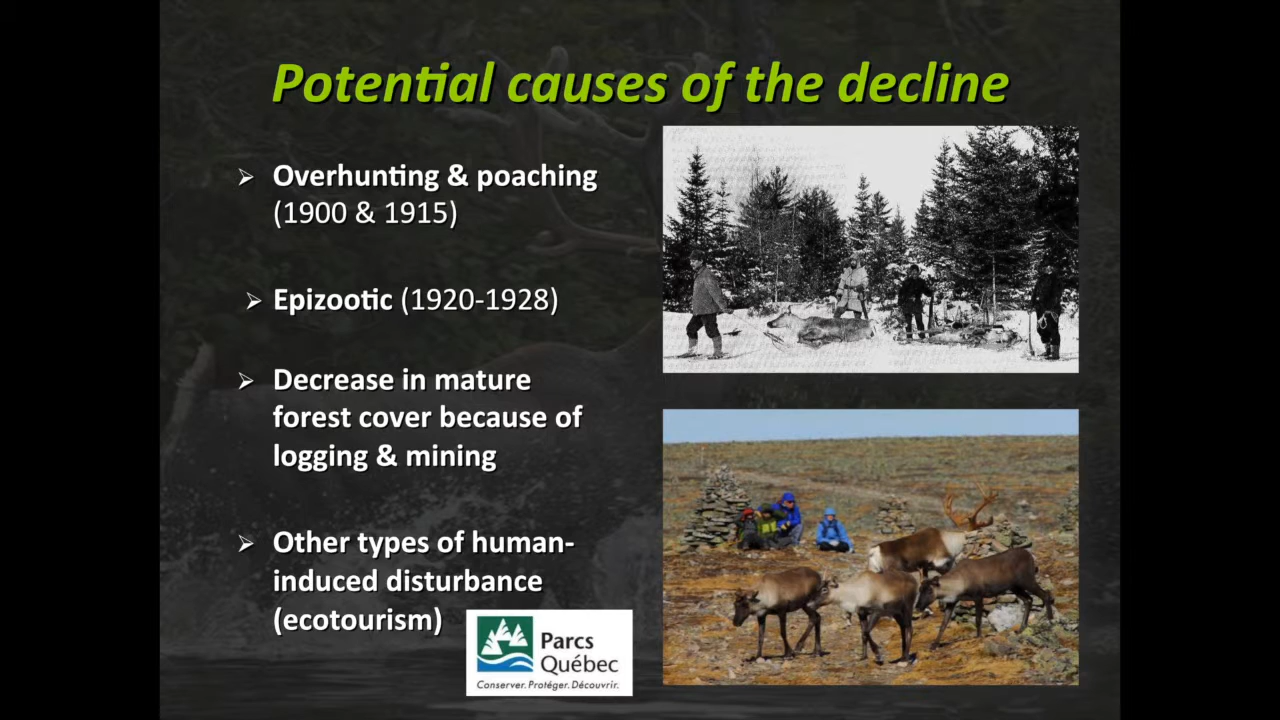 Potential causes of the decline
Overhunting & poaching
(1900 & 1915)
Epizootic (1920-1928)
Decrease in mature
forest cover because of
logging & mining
Other types of human-
induced disturbance
(ecotourism)
Parcs
Québec
Conserver. Protéger. Découvrir.